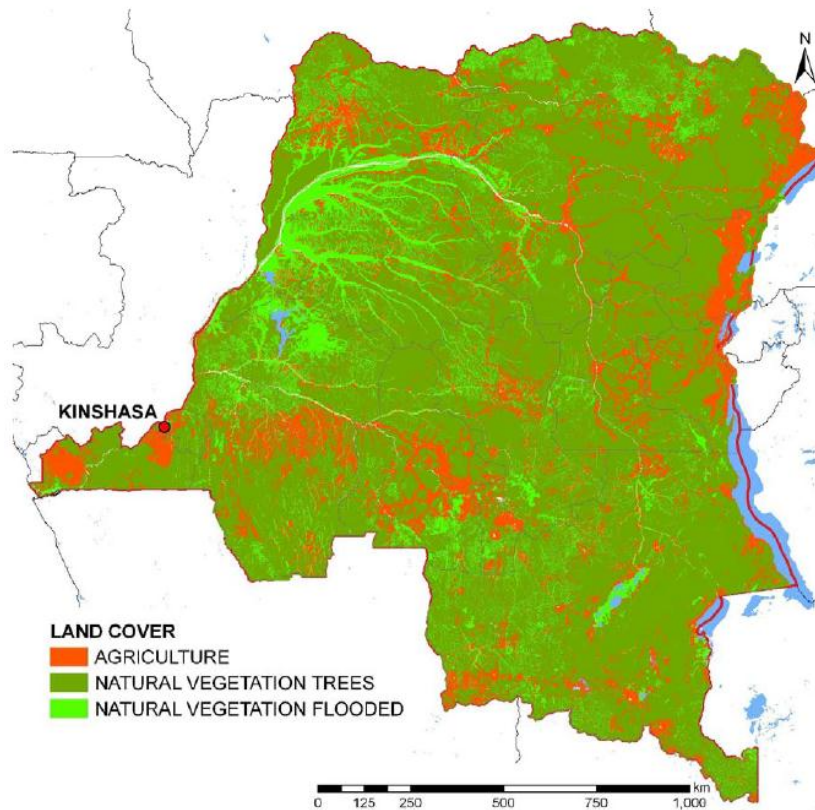 N
KINSHASA
LAND COVER
AGRICULTURE
NATURAL VEGETATION TREES
NATURAL VEGETATION FLOODED
km
0 125 250 500 750 1,000